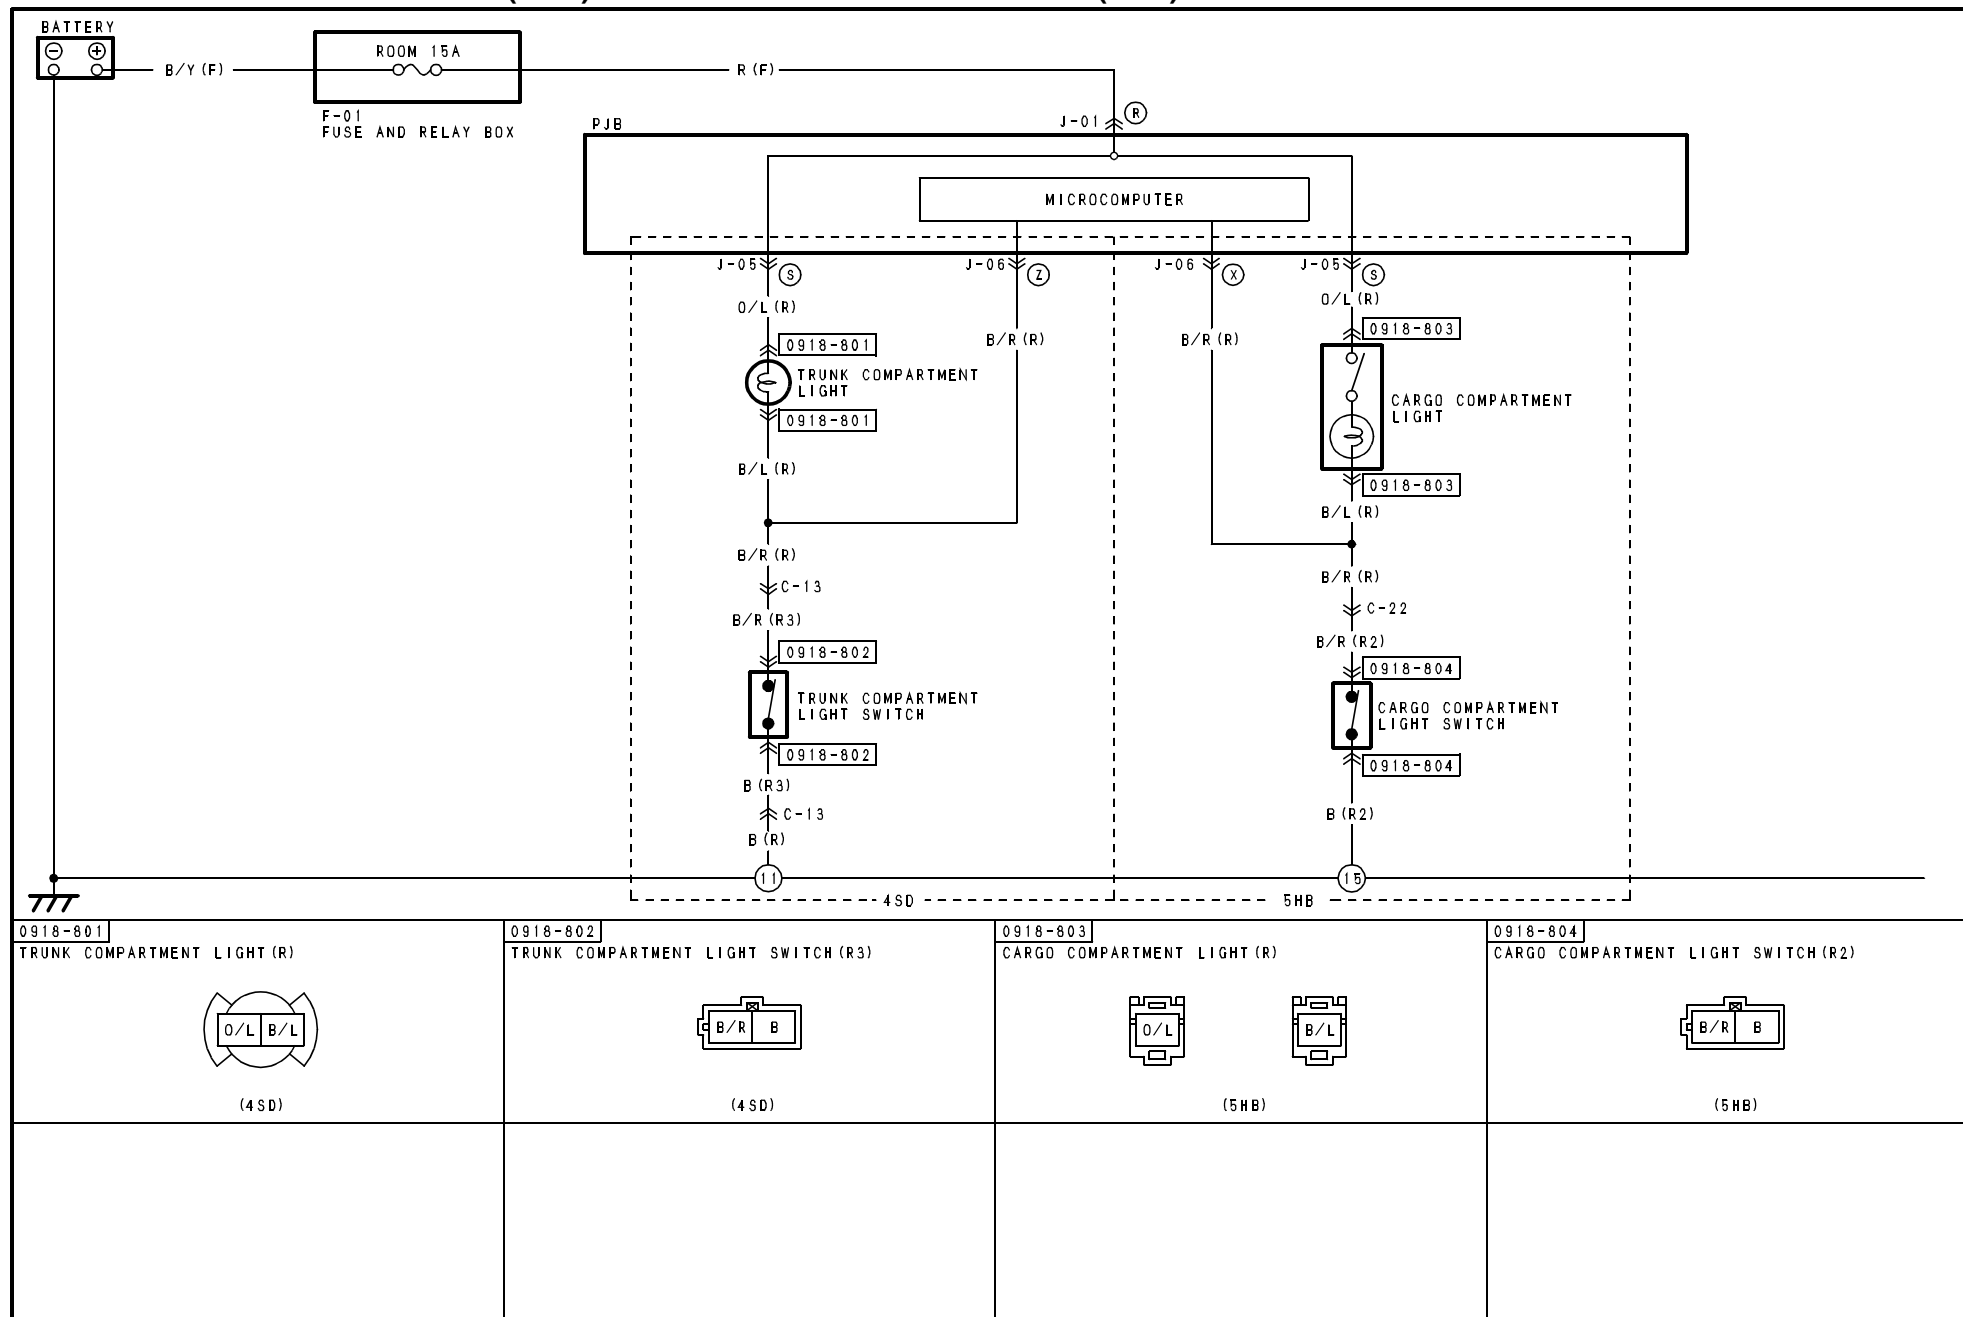 BATTERY
B/Y (F)
ROOM 15A
F-01
FUSE AND RELAY BOX
R (F)
J-01
R
PJB
MICROCOMPUTER
J-05
S
J-06
Z
J-06
X
J-05
S
O/L (R)
O/L (R)
B/R (R)
B/R (R)
0918-801
0918-803
TRUNK COMPARTMENT
LIGHT
CARGO COMPARTMENT
LIGHT
0918-801
0918-803
B/L (R)
B/L (R)
B/R (R)
B/R (R)
C-13
C-22
B/R (R3)
B/R (R2)
0918-802
0918-804
TRUNK COMPARTMENT
LIGHT SWITCH
CARGO COMPARTMENT
LIGHT SWITCH
0918-802
0918-804
B (R3)
C-13
B (R2)
B (R)
11
15
4SD
5HB
0918-801
TRUNK COMPARTMENT LIGHT (R)
O/L B/L
(4SD)
0918-802
TRUNK COMPARTMENT LIGHT SWITCH (R3)
B/R B
(4SD)
0918-803
CARGO COMPARTMENT LIGHT (R)
O/L B/L
(5HB)
0918-804
CARGO COMPARTMENT LIGHT SWITCH (R2)
B/R B
(5HB)